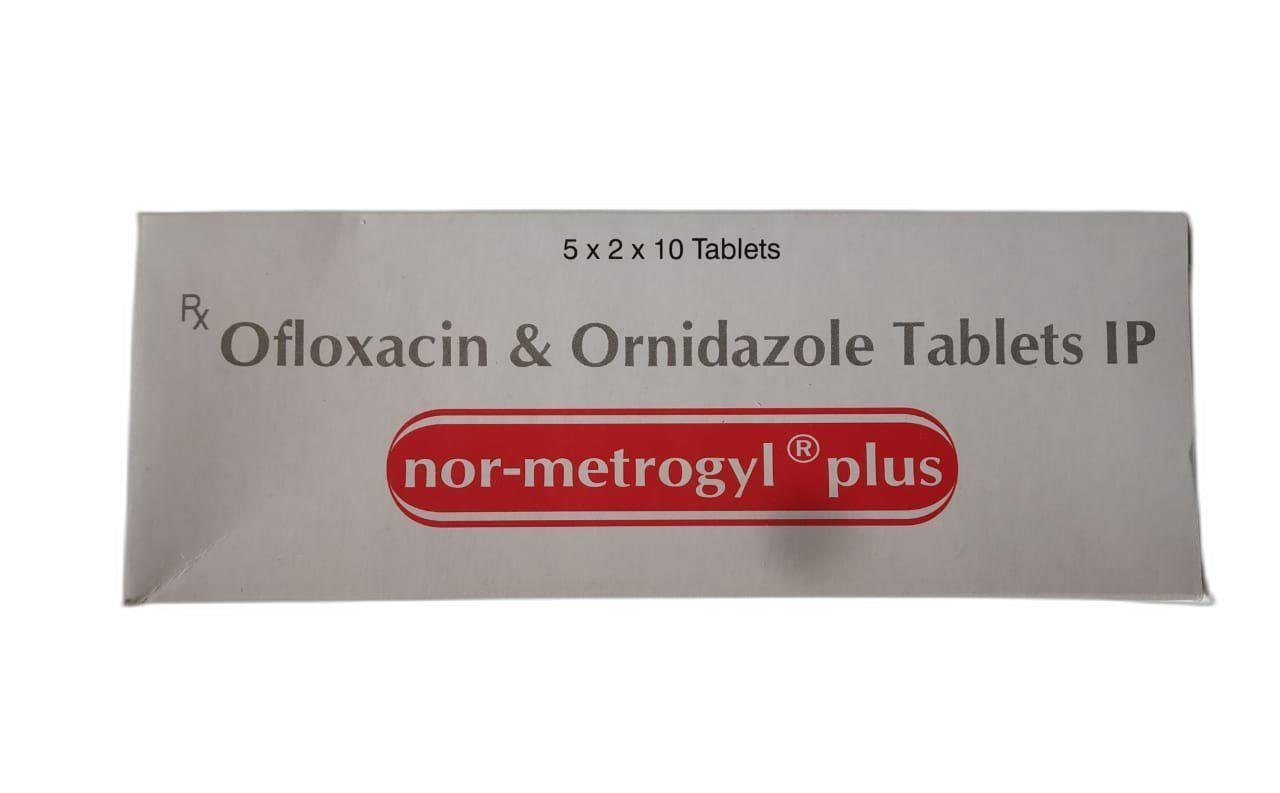 5 x 2 x 10 Tablets
Rx Ofloxacin & Ornidazole Tablets IP
nor-metrogyl® plus